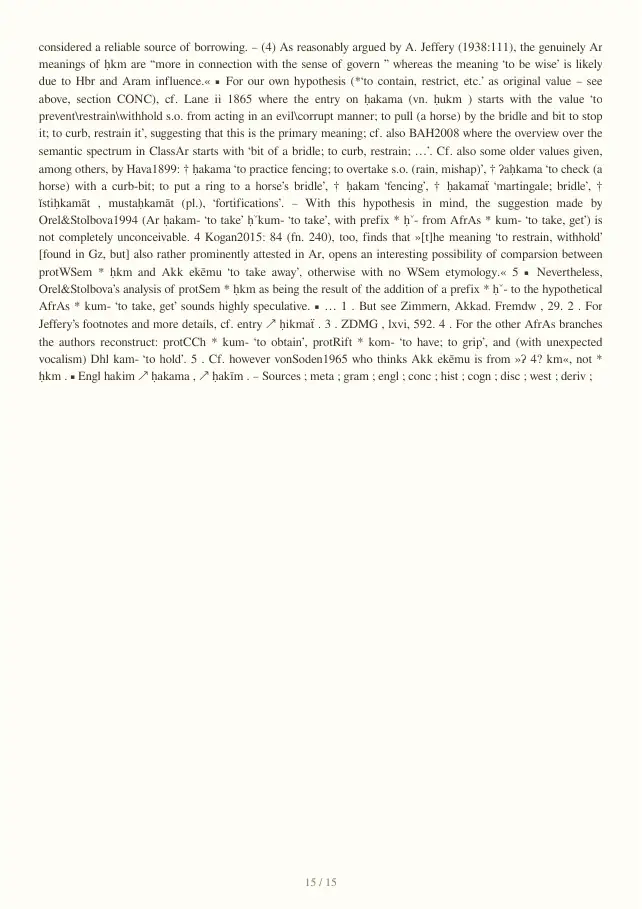 considered a reliable source of borrowing. – (4) As reasonably argued by A. Jeffery (1938:111), the genuinely Ar
meanings of ḥkm are “more in connection with the sense of govern ” whereas the meaning ‘to be wise’ is likely
due to Hbr and Aram influence.« ▪ For our own hypothesis (*‘to contain, restrict, etc.’ as original value – see
above, section CONC), cf. Lane ii 1865 where the entry on ḥakama (vn. ḥukm ) starts with the value ‘to
prevent\restrain\withhold s.o. from acting in an evil\corrupt manner; to pull (a horse) by the bridle and bit to stop
it; to curb, restrain it’, suggesting that this is the primary meaning; cf. also BAH2008 where the overview over the
semantic spectrum in ClassAr starts with ‘bit of a bridle; to curb, restrain; …’. Cf. also some older values given,
among others, by Hava1899: † ḥakama ‘to practice fencing; to overtake s.o. (rain, mishap)’, † ʔaḥkama ‘to check (a
horse) with a curb-bit; to put a ring to a horse’s bridle’, † ḥakam ‘fencing’, † ḥakamaẗ ‘martingale; bridle’, †
ĭstiḥkamāt , mustaḥkamāt (pl.), ‘fortifications’. – With this hypothesis in mind, the suggestion made by
Orel&Stolbova1994 (Ar ḥakam- ‘to take’ ḥ˅kum- ‘to take’, with prefix * ḥ˅- from AfrAs * kum- ‘to take, get’) is
not completely unconceivable. 4 Kogan2015: 84 (fn. 240), too, finds that »[t]he meaning ‘to restrain, withhold’
[found in Gz, but] also rather prominently attested in Ar, opens an interesting possibility of comparsion between
protWSem * ḥkm and Akk ekēmu ‘to take away’, otherwise with no WSem etymology.« 5 ▪ Nevertheless,
Orel&Stolbova’s analysis of protSem * ḥkm as being the result of the addition of a prefix * ḥ˅- to the hypothetical
AfrAs * kum- ‘to take, get’ sounds highly speculative. ▪ … 1 . But see Zimmern, Akkad. Fremdw , 29. 2 . For
Jeffery’s footnotes and more details, cf. entry ↗ ḥikmaẗ . 3 . ZDMG , lxvi, 592. 4 . For the other AfrAs branches
the authors reconstruct: protCCh * kum- ‘to obtain’, protRift * kom- ‘to have; to grip’, and (with unexpected
vocalism) Dhl kam- ‘to hold’. 5 . Cf. however vonSoden1965 who thinks Akk ekēmu is from »ʔ 4? km«, not *
ḥkm . ▪ Engl hakim ↗ ḥakama , ↗ ḥakīm . – Sources ; meta ; gram ; engl ; conc ; hist ; cogn ; disc ; west ; deriv ;
15 / 15